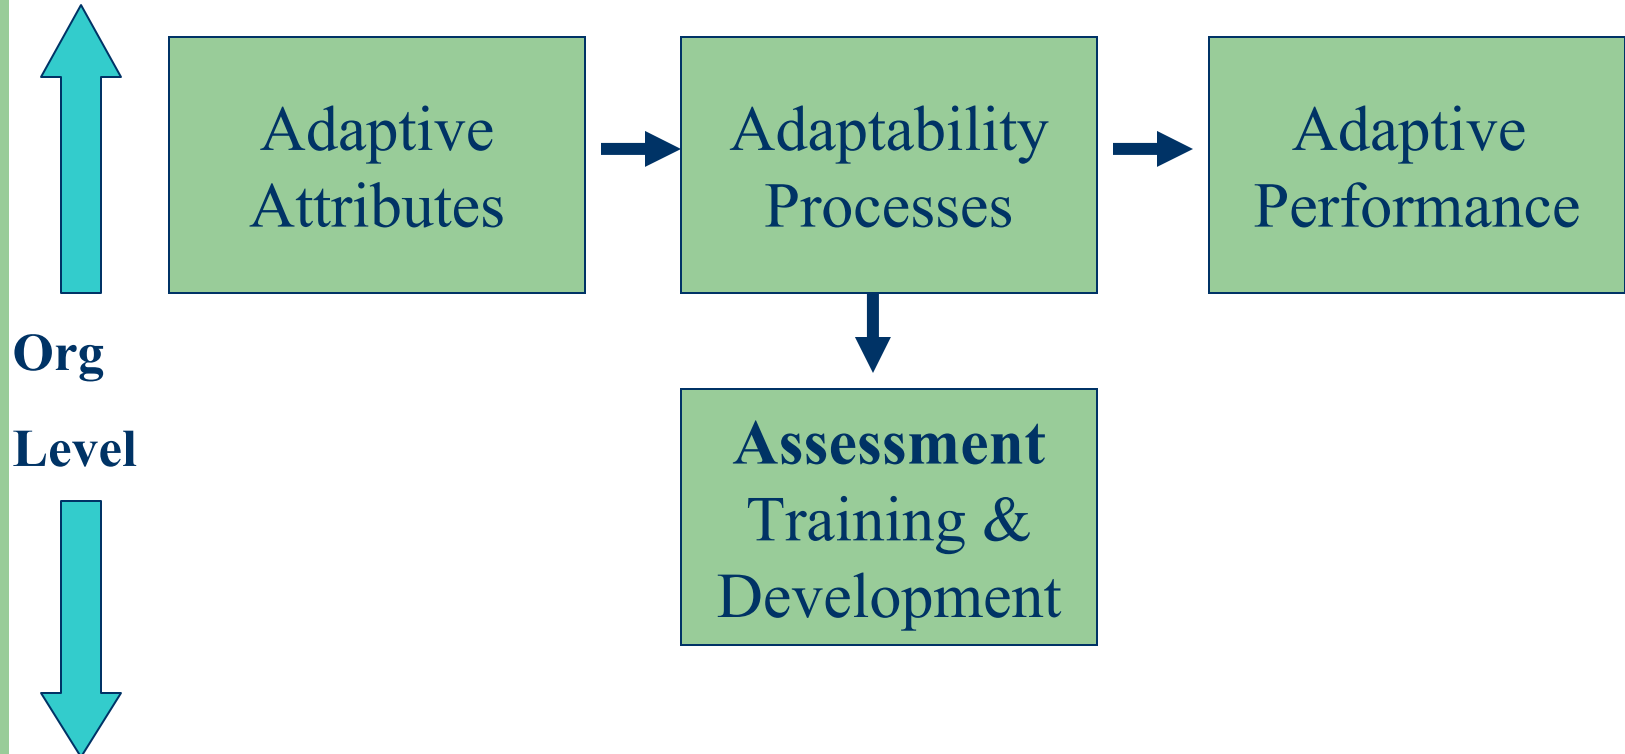 Adaptive
Attributes
Adaptability
Processes
Adaptive
Performance
Org
Level
Assessment
Training &
Development